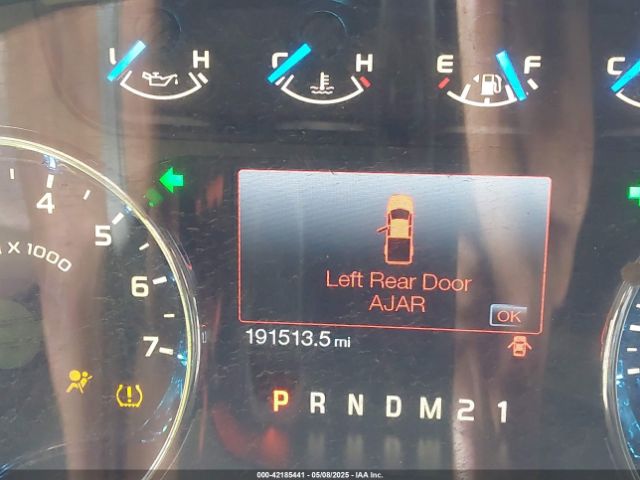 L H
C H
E F
C
4
5
X 1000
6
7
Left Rear Door
AJAR
OK
191513.5 mi
P R N D M 2 1
000-42185441 - 05/08/2025 - IAA Inc.